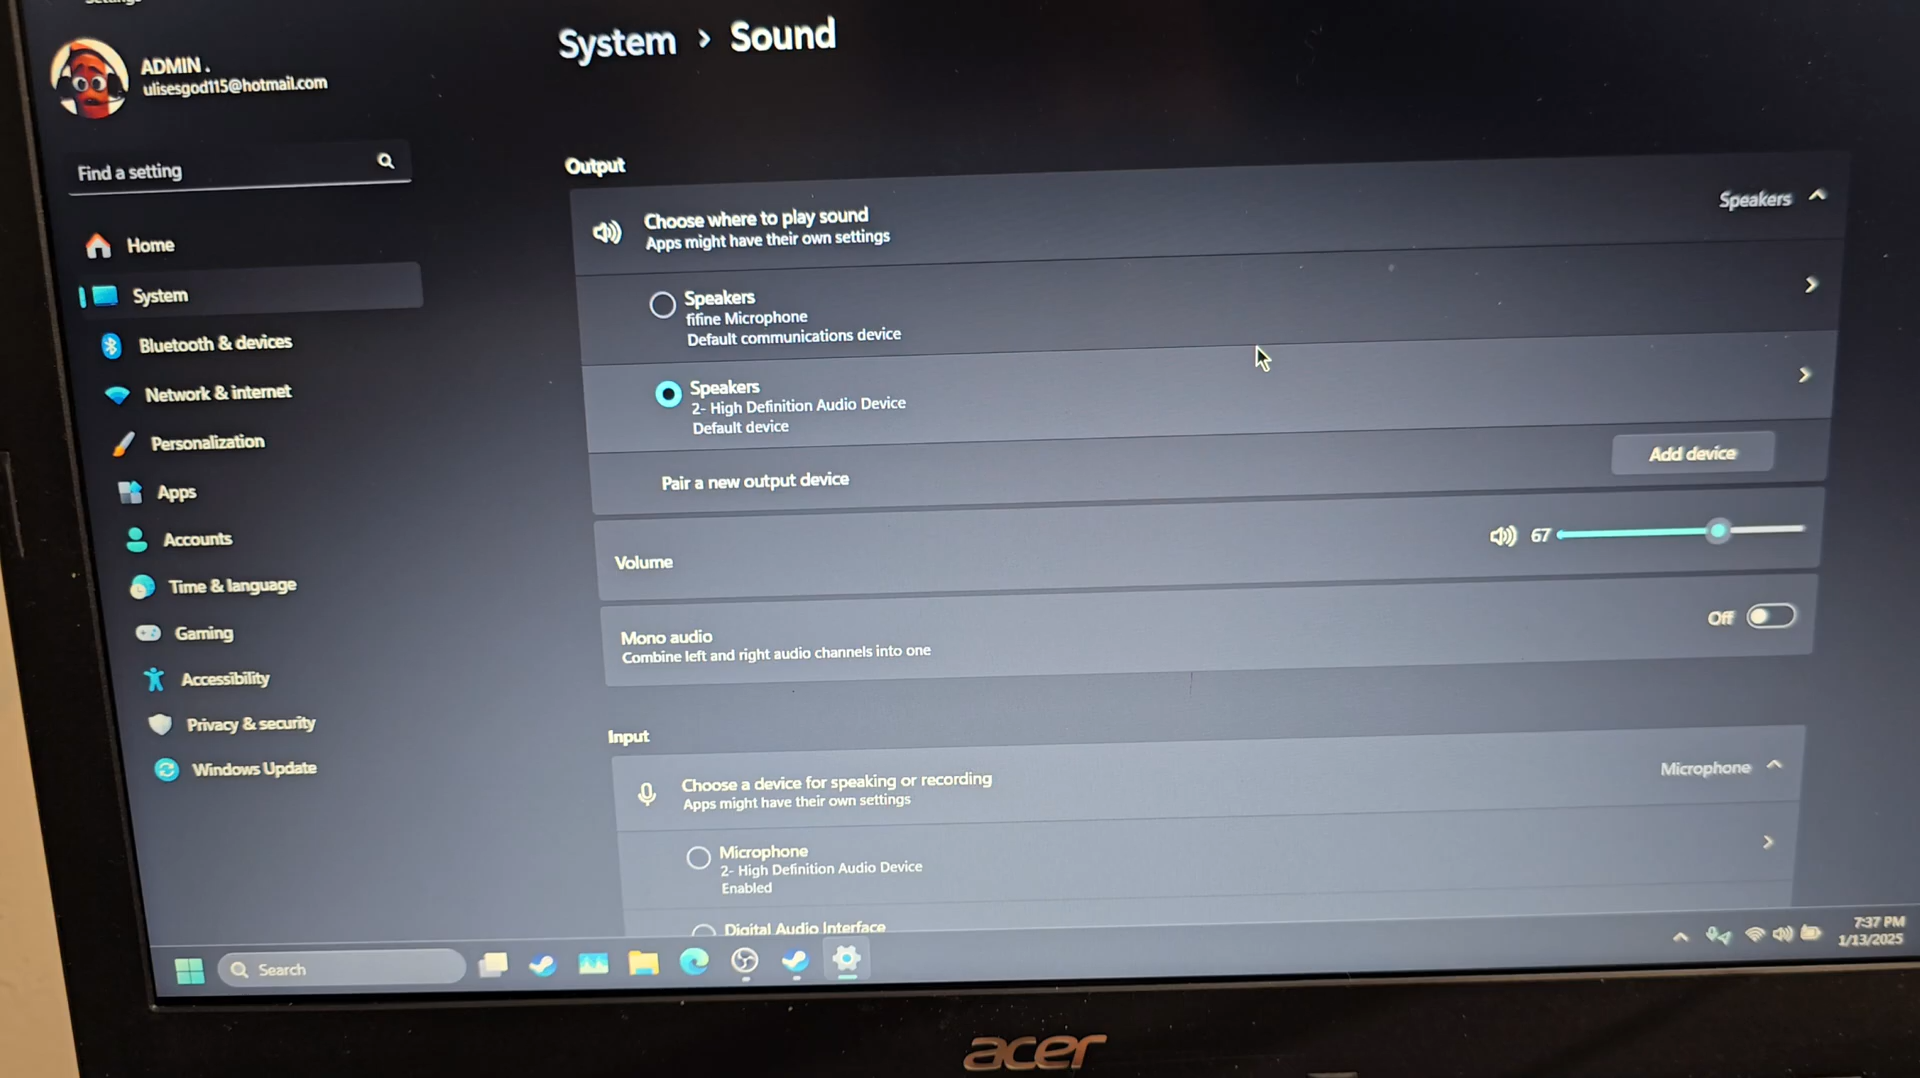 ADMIN .
ulisesgod115@hotmail.com
Find a setting
Home
System
Bluetooth & devices
Network & internet
Personalization
Apps
Accounts
Time & language
Gaming
Accessibility
Privacy & security
Windows Update
System > Sound
Output
Choose where to play sound
Apps might have their own settings
Speakers
Speakers
fifine Microphone
Default communications device
Speakers
2- High Definition Audio Device
Default device
Pair a new output device
Add device
Volume
67
Mono audio
Combine left and right audio channels into one
Off
Input
Choose a device for speaking or recording
Apps might have their own settings
Microphone
Microphone
2- High Definition Audio Device
Enabled
Digital Audio Interface
Search
7:37 PM
1/13/2025
acer